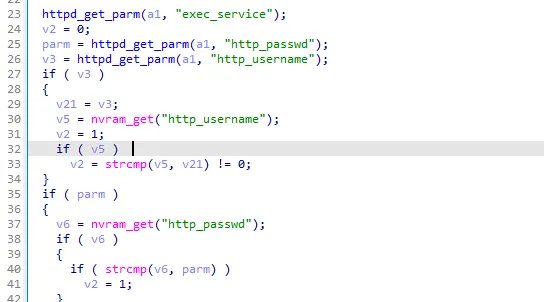 23 httpd_get_parm(a1, "exec_service");
24 v2 = 0;
25 parm = httpd_get_parm(a1, "http_passwd");
26 v3 = httpd_get_parm(a1, "http_username");
27 if ( v3 )
28 {
29 v21 = v3;
30 v5 = nvram_get("http_username");
31 v2 = 1;
32 if ( v5 )
33 v2 = strcmp(v5, v21) != 0;
34 }
35 if ( parm )
36 {
37 v6 = nvram_get("http_passwd");
38 if ( v6 )
39 {
40 if ( strcmp(v6, parm) )
41 v2 = 1;
42 }